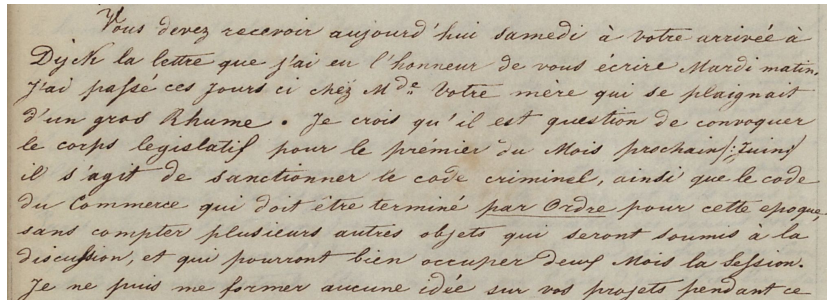 Vous devez recevoir aujourd'hui samedi à votre arrivée à
Dijck la lettre que j'ai eu l'honneur de vous écrire Mardi matin.
J'ai passé ces Jours ci chez Mde Votre mère qui se plaignait
d'un gros Rhume. Je crois qu'il est question de convoquer
le corps legislatif pour le prémier du Mois prochain/: Juin/
il s'agit de sanctionner le code criminel, ainsi que le code
du Commerce qui doit être terminé par Ordre pour cette epoque,
sans compter plusieurs autres objets qui seront soumis à la
discussion, et qui pourront bien occuper deux Mois la session.
Je ne puis me former aucune idée sur vos projets pendant ce